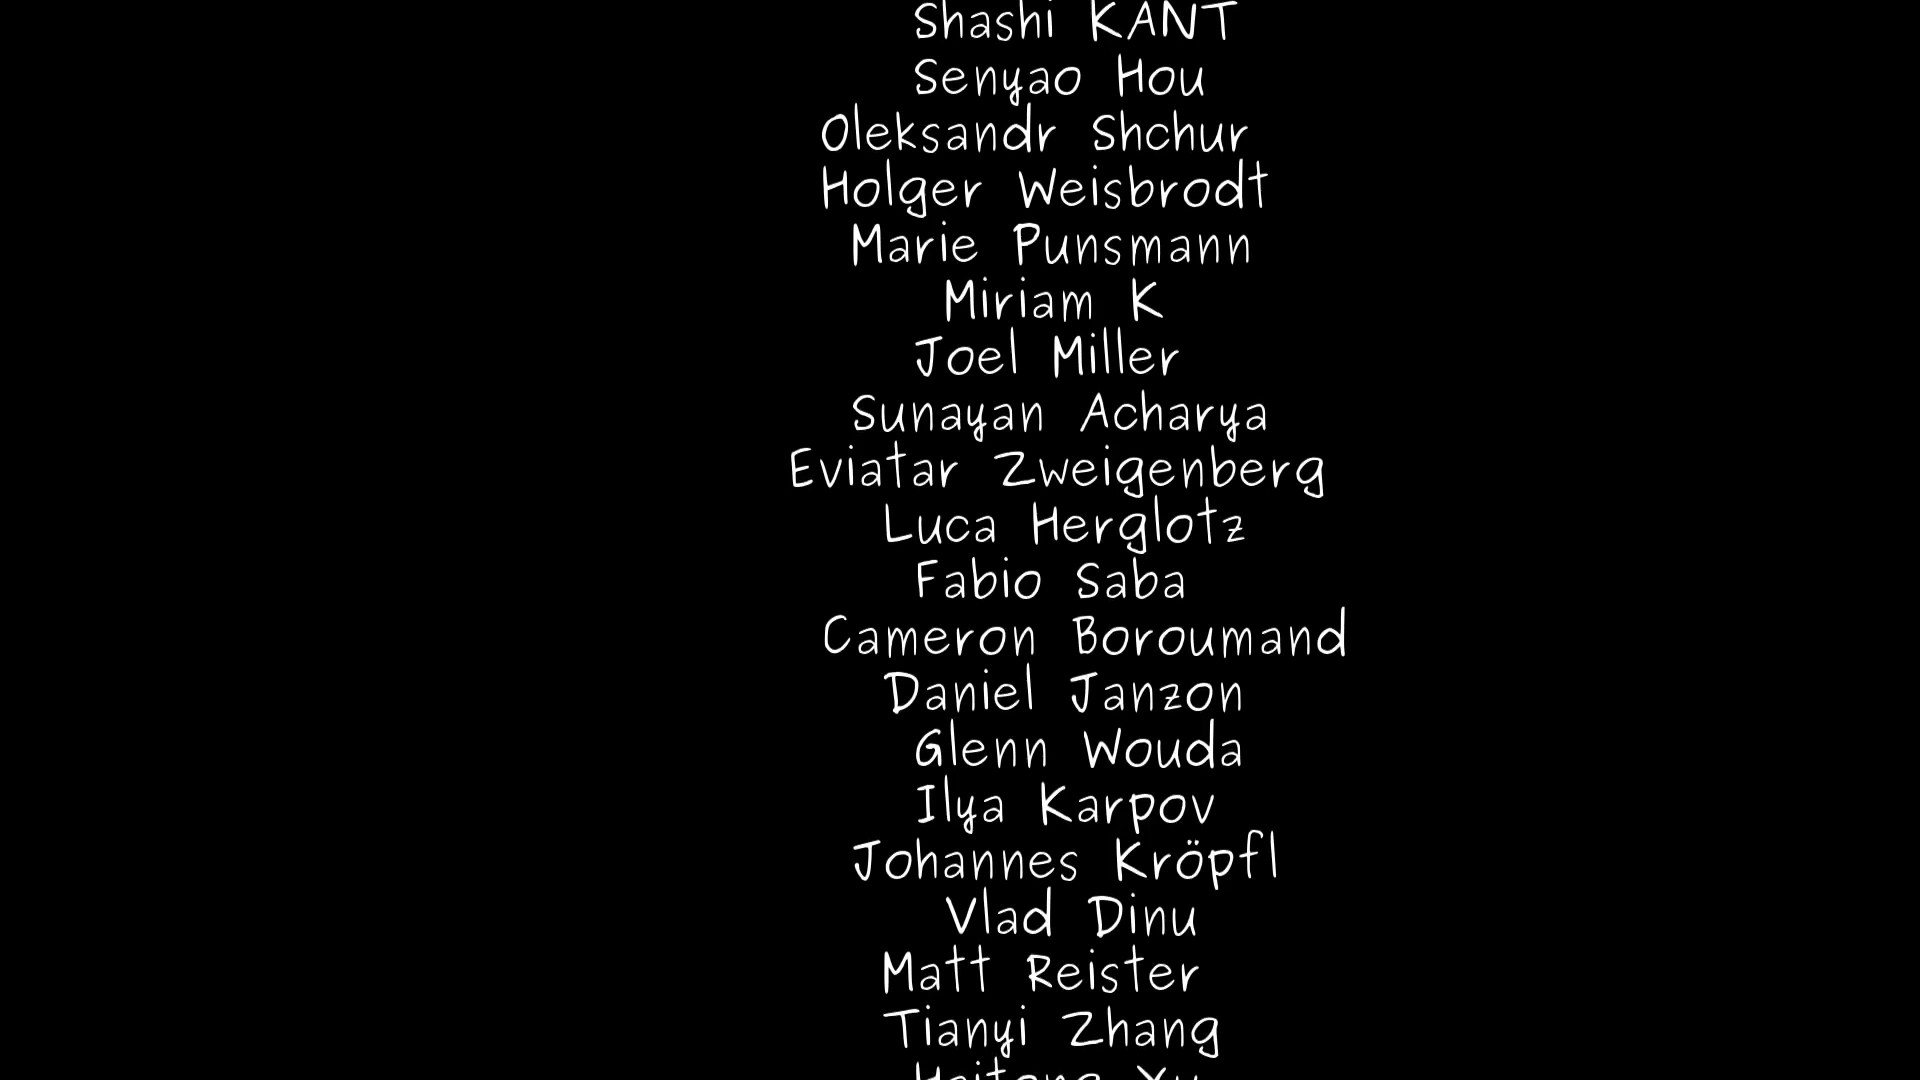 Shashi KANT
Senyao Hou
Oleksandr Shchur
Holger Weisbrodt
Marie Punsmann
Miriam K
Joel Miller
Sunayan Acharya
Eviatar Zweigenberg
Luca Herglotz
Fabio Saba
Cameron Boroumand
Daniel Janzon
Glenn Wouda
Ilya Karpov
Johannes Kröpfl
Vlad Dinu
Matt Reister
Tianyi Zhang